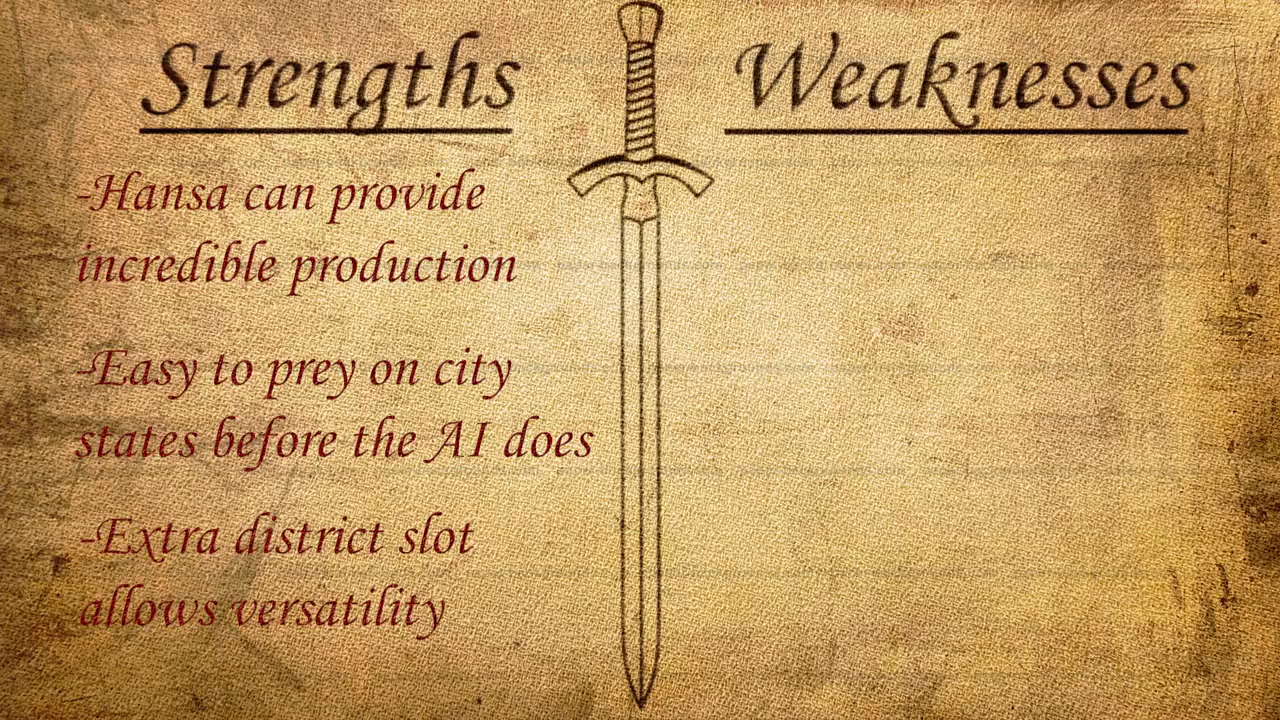 Strengths
Weaknesses
-Hansa can provide
incredible production
-Easy to prey on city
states before the AI does
-Extra district slot
allows versatility